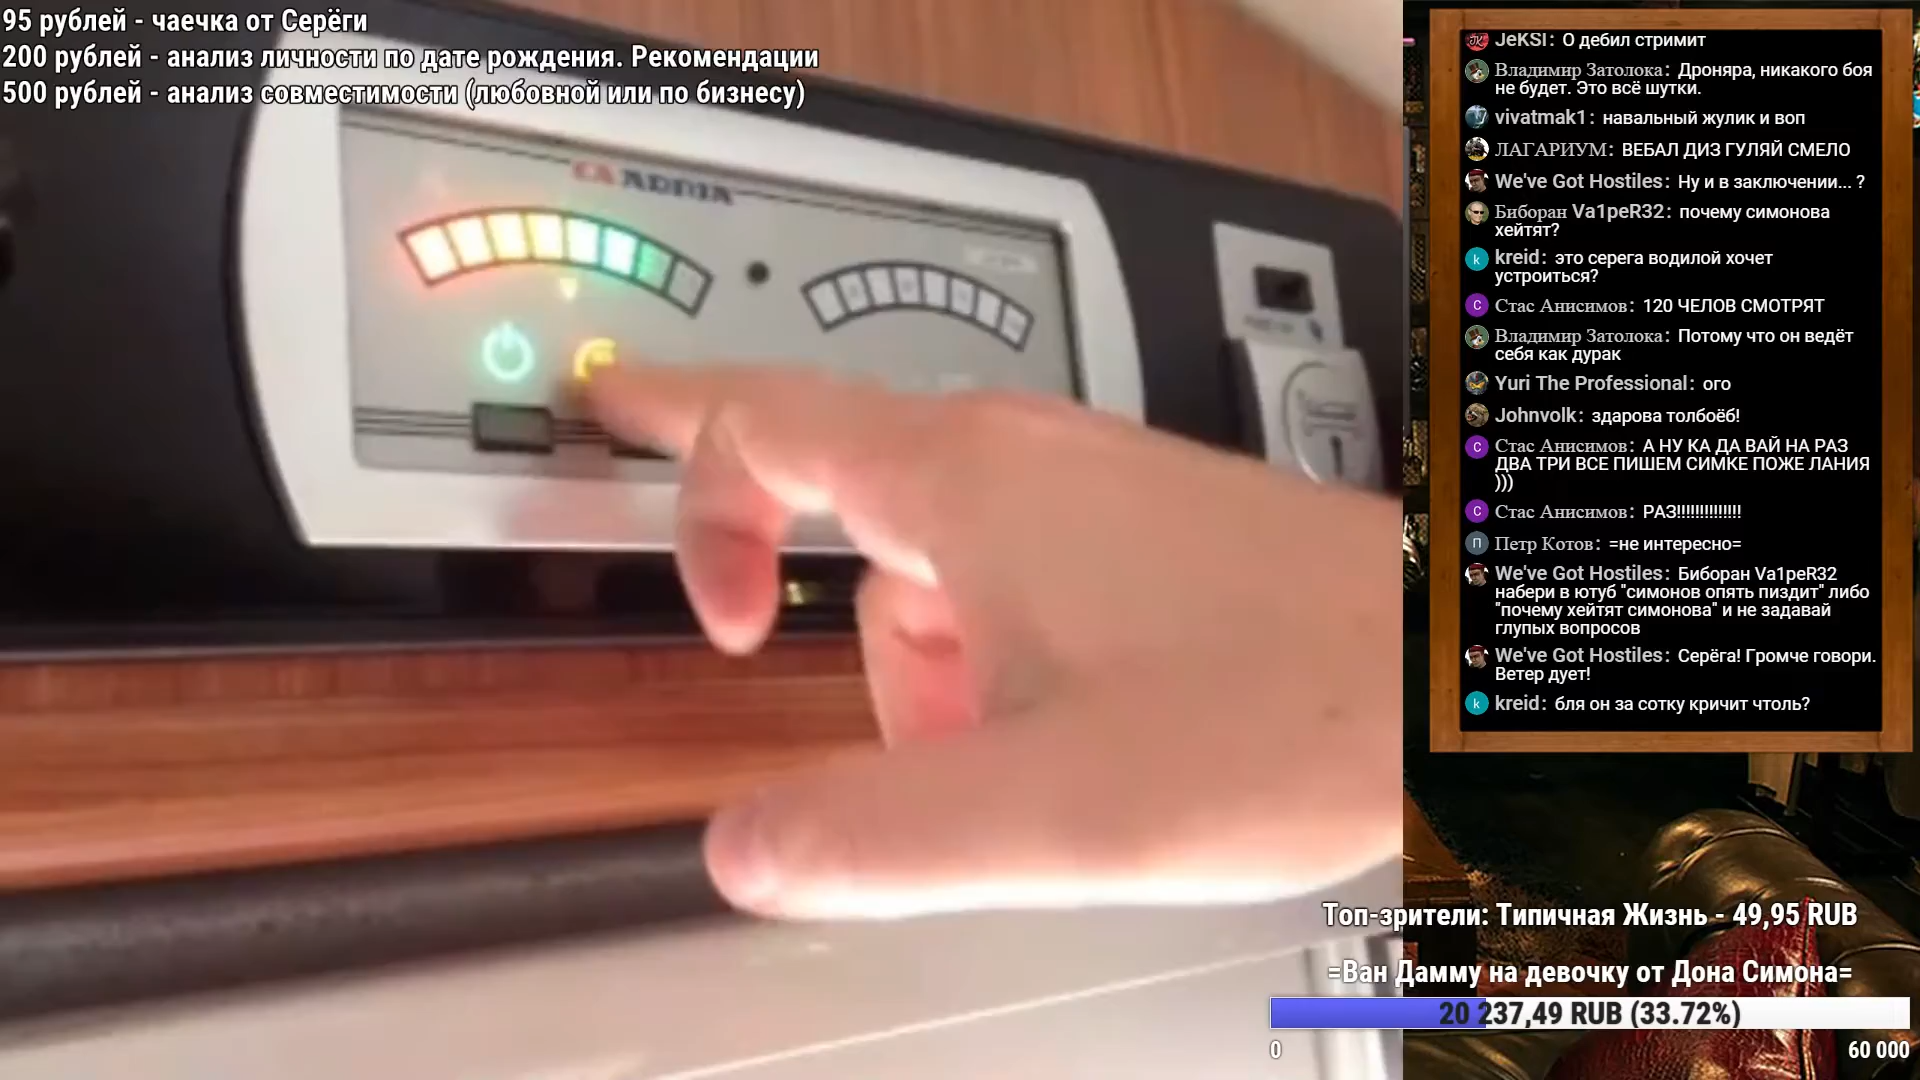 95 рублей - чаечка от Серёги
200 рублей - анализ личности по дате рождения. Рекомендации
500 рублей - анализ совместимости (любовной или по бизнесу)
ADRIA
JeKSI: О дебил стримит
Владимир Затолока: Дроняра, никакого боя
не будет. Это всё шутки.
vivatmak1: навальный жулик и воп
ЛАГАРИУМ: ВЕБАЛ ДИЗ ГУЛЯЙ СМЕЛО
We've Got Hostiles: Ну и в заключении... ?
Биборан Va1peR32: почему симонова
хейтят?
k kreid: это серега водилой хочет
устроиться?
С Стас Анисимов: 120 ЧЕЛОВ СМОТРЯТ
Владимир Затолока: Потому что он ведёт
себя как дурак
Yuri The Professional: ого
Johnvolk: здарова толбоёб!
С Стас Анисимов: А НУ КА ДА ВАЙ НА РАЗ
ДВА ТРИ ВСЕ ПИШЕМ СИМКЕ ПОЖЕ ЛАНИЯ
)))
С Стас Анисимов: РАЗ!!!!!!!!!!!!!!
П Петр Котов: =не интересно=
We've Got Hostiles: Биборан Va1peR32
набери в ютуб "симонов опять пиздит" либо
"почему хейтят симонова" и не задавай
глупых вопросов
We've Got Hostiles: Серёга! Громче говори.
Ветер дует!
k kreid: бля он за сотку кричит чтоль?
Топ-зрители: Типичная Жизнь - 49,95 RUB
=Ван Дамму на девочку от Дона Симона=
20 237,49 RUB (33.72%)
0 60 000